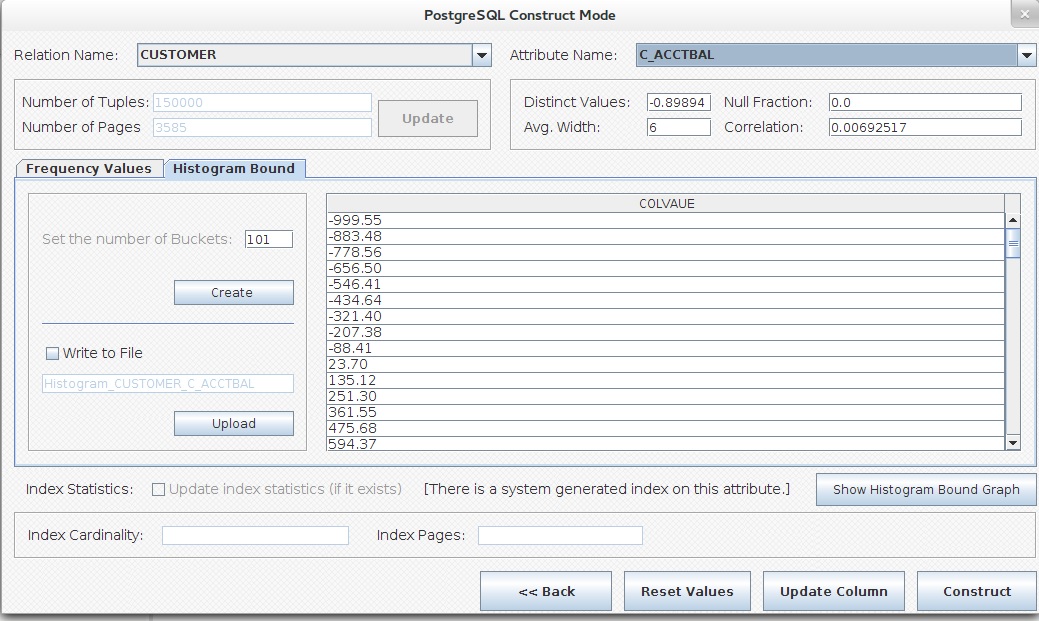 PostgreSQL Construct Mode
Relation Name: CUSTOMER Attribute Name: C_ACCTBAL
Number of Tuples: 150000 Update Distinct Values: -0.89894 Null Fraction: 0.0
Number of Pages 3585 Avg. Width: 6 Correlation: 0.00692517
Frequency Values Histogram Bound
COLVAUE
-999.55
-883.48
Set the number of Buckets: 101
-778.56
-656.50
-546.41
Create
-434.64
-321.40
-207.38
Write to File
-88.41
23.70
Histogram_CUSTOMER_C_ACCTBAL
135.12
251.30
361.55
Upload
475.68
594.37
Index Statistics: Update index statistics (if it exists) [There is a system generated index on this attribute.] Show Histogram Bound Graph
Index Cardinality: Index Pages:
<< Back Reset Values Update Column Construct